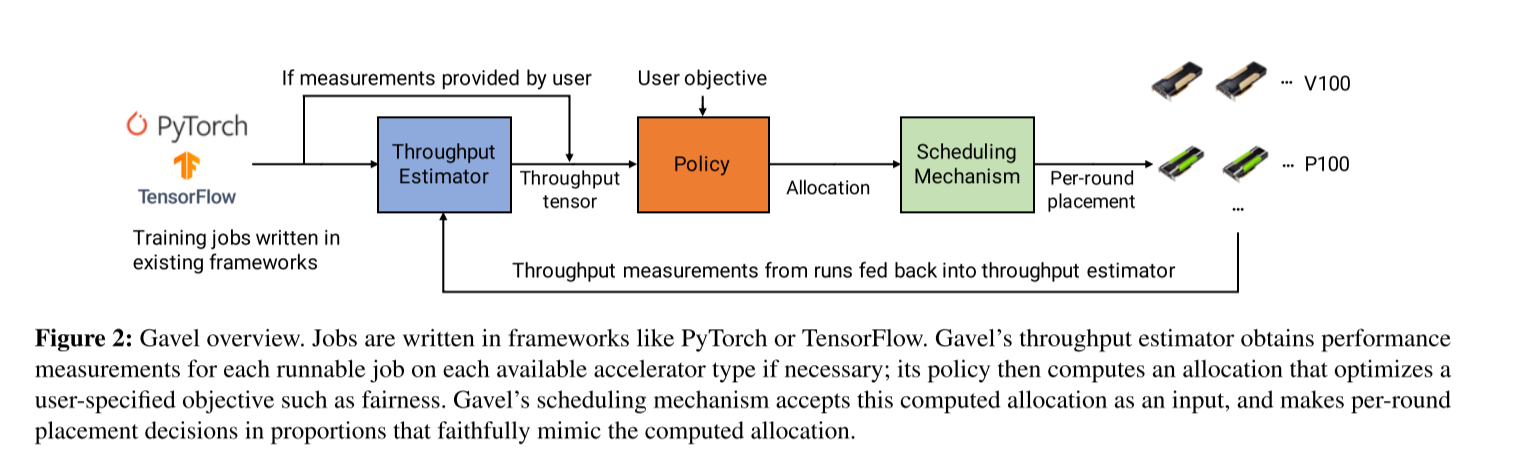 If measurements provided by user
User objective
... V100
PyTorch
TensorFlow
Throughput
Estimator
Throughput
tensor
Policy
Allocation
Scheduling
Mechanism
Per-round
placement
... P100
...
Training jobs written in
existing frameworks
Throughput measurements from runs fed back into throughput estimator
Figure 2: Gavel overview. Jobs are written in frameworks like PyTorch or TensorFlow. Gavel’s throughput estimator obtains performance
measurements for each runnable job on each available accelerator type if necessary; its policy then computes an allocation that optimizes a
user-specified objective such as fairness. Gavel’s scheduling mechanism accepts this computed allocation as an input, and makes per-round
placement decisions in proportions that faithfully mimic the computed allocation.